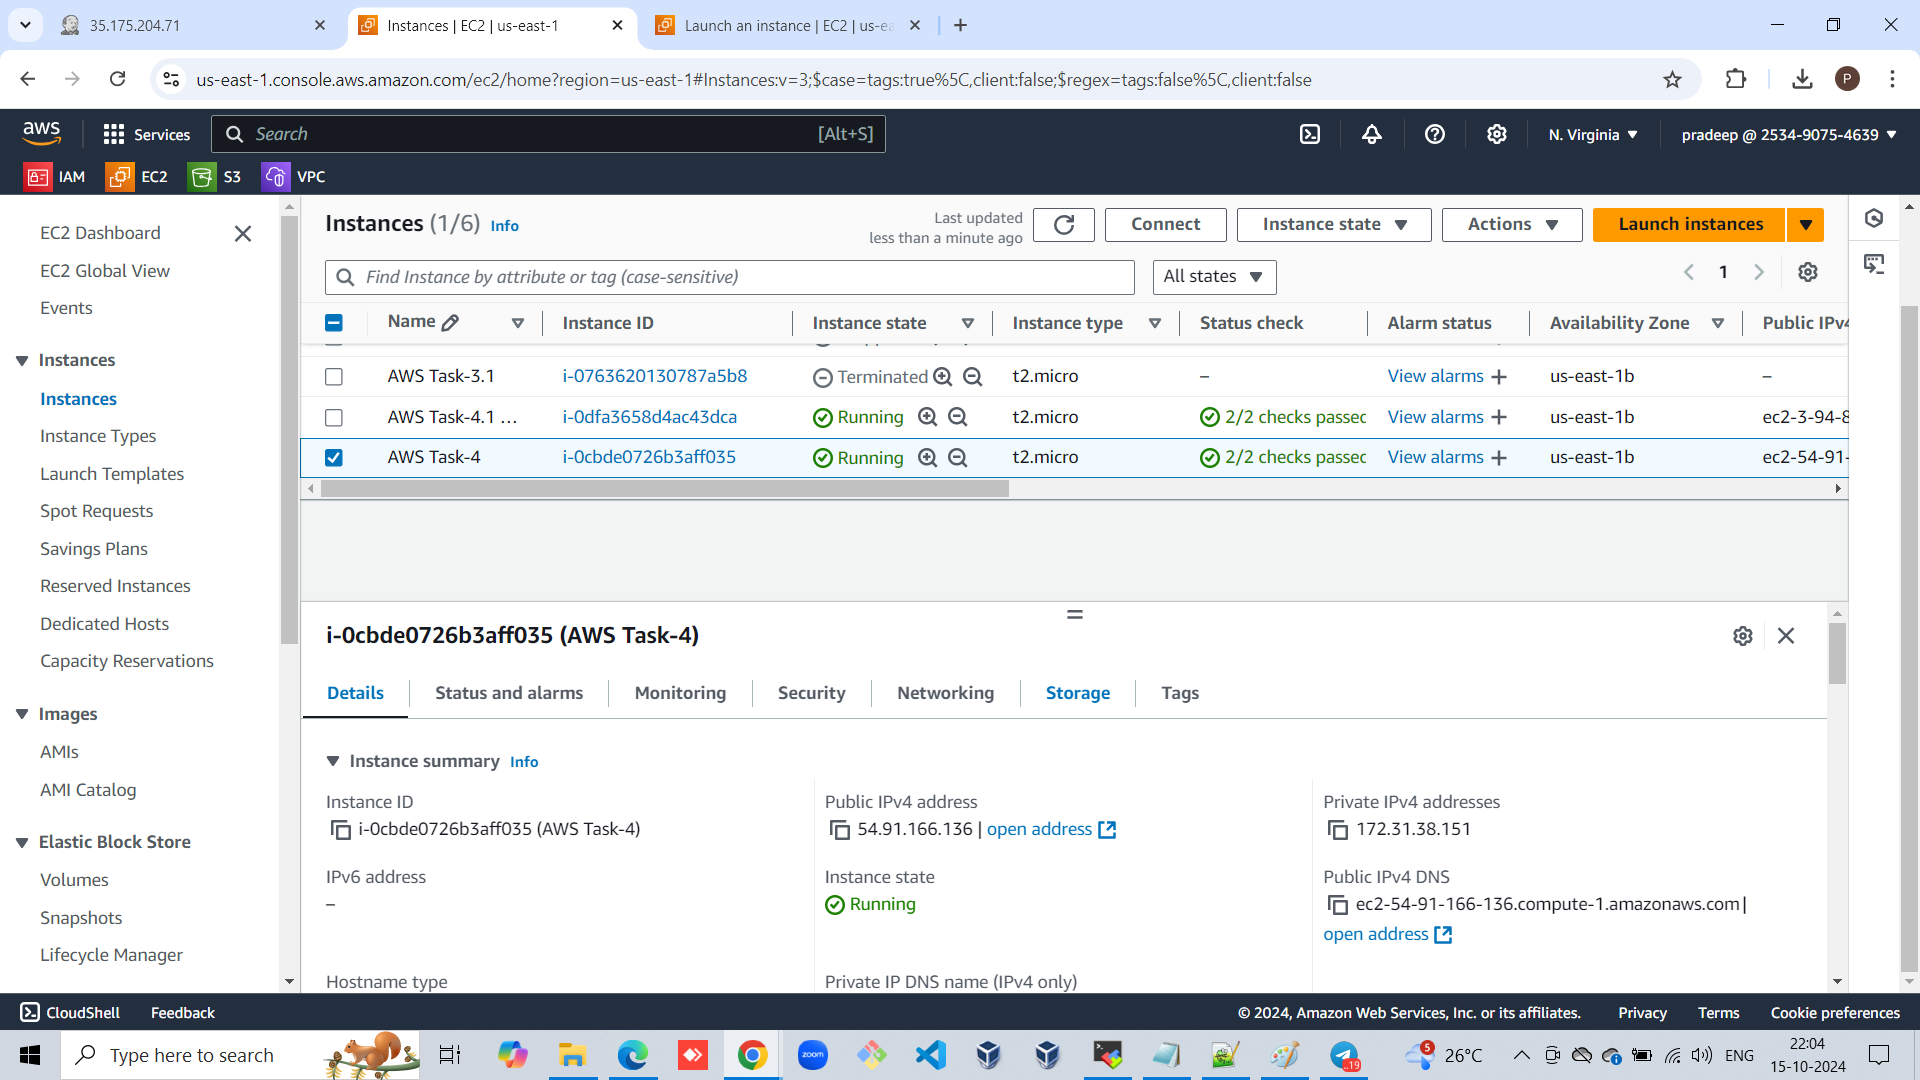 35.175.204.71
Instances | EC2 | us-east-1
Launch an instance | EC2 | us-ea
us-east-1.console.aws.amazon.com/ec2/home?region=us-east-1#Instances:v=3;$case=tags:true%5C,client:false;$regex=tags:false%5C,client:false
P
aws
Services
Search
[Alt+S]
N. Virginia
pradeep @ 2534-9075-4639
IAM
EC2
S3
VPC
EC2 Dashboard
EC2 Global View
Events
Instances
Instances
Instance Types
Launch Templates
Spot Requests
Savings Plans
Reserved Instances
Dedicated Hosts
Capacity Reservations
Images
AMIs
AMI Catalog
Elastic Block Store
Volumes
Snapshots
Lifecycle Manager
Instances (1/6) Info
Last updated
less than a minute ago
Connect
Instance state
Actions
Launch instances
Find Instance by attribute or tag (case-sensitive)
All states
1
Name Instance ID Instance state Instance type Status check Alarm status Availability Zone Public IPv4
AWS Task-3.1 i-0763620130787a5b8 Terminated t2.micro – View alarms + us-east-1b –
AWS Task-4.1 ... i-0dfa3658d4ac43dca Running t2.micro 2/2 checks passec View alarms + us-east-1b ec2-3-94-8
AWS Task-4 i-0cbde0726b3aff035 Running t2.micro 2/2 checks passec View alarms + us-east-1b ec2-54-91-
i-0cbde0726b3aff035 (AWS Task-4)
Details
Status and alarms
Monitoring
Security
Networking
Storage
Tags
Instance summary Info
Instance ID
i-0cbde0726b3aff035 (AWS Task-4)
Public IPv4 address
54.91.166.136 | open address
Private IPv4 addresses
172.31.38.151
IPv6 address
–
Instance state
Running
Public IPv4 DNS
ec2-54-91-166-136.compute-1.amazonaws.com |
open address
Hostname type
Private IP DNS name (IPv4 only)
CloudShell
Feedback
© 2024, Amazon Web Services, Inc. or its affiliates.
Privacy
Terms
Cookie preferences
Type here to search
zoom
..19
5
26°C
ENG
22:04
15-10-2024